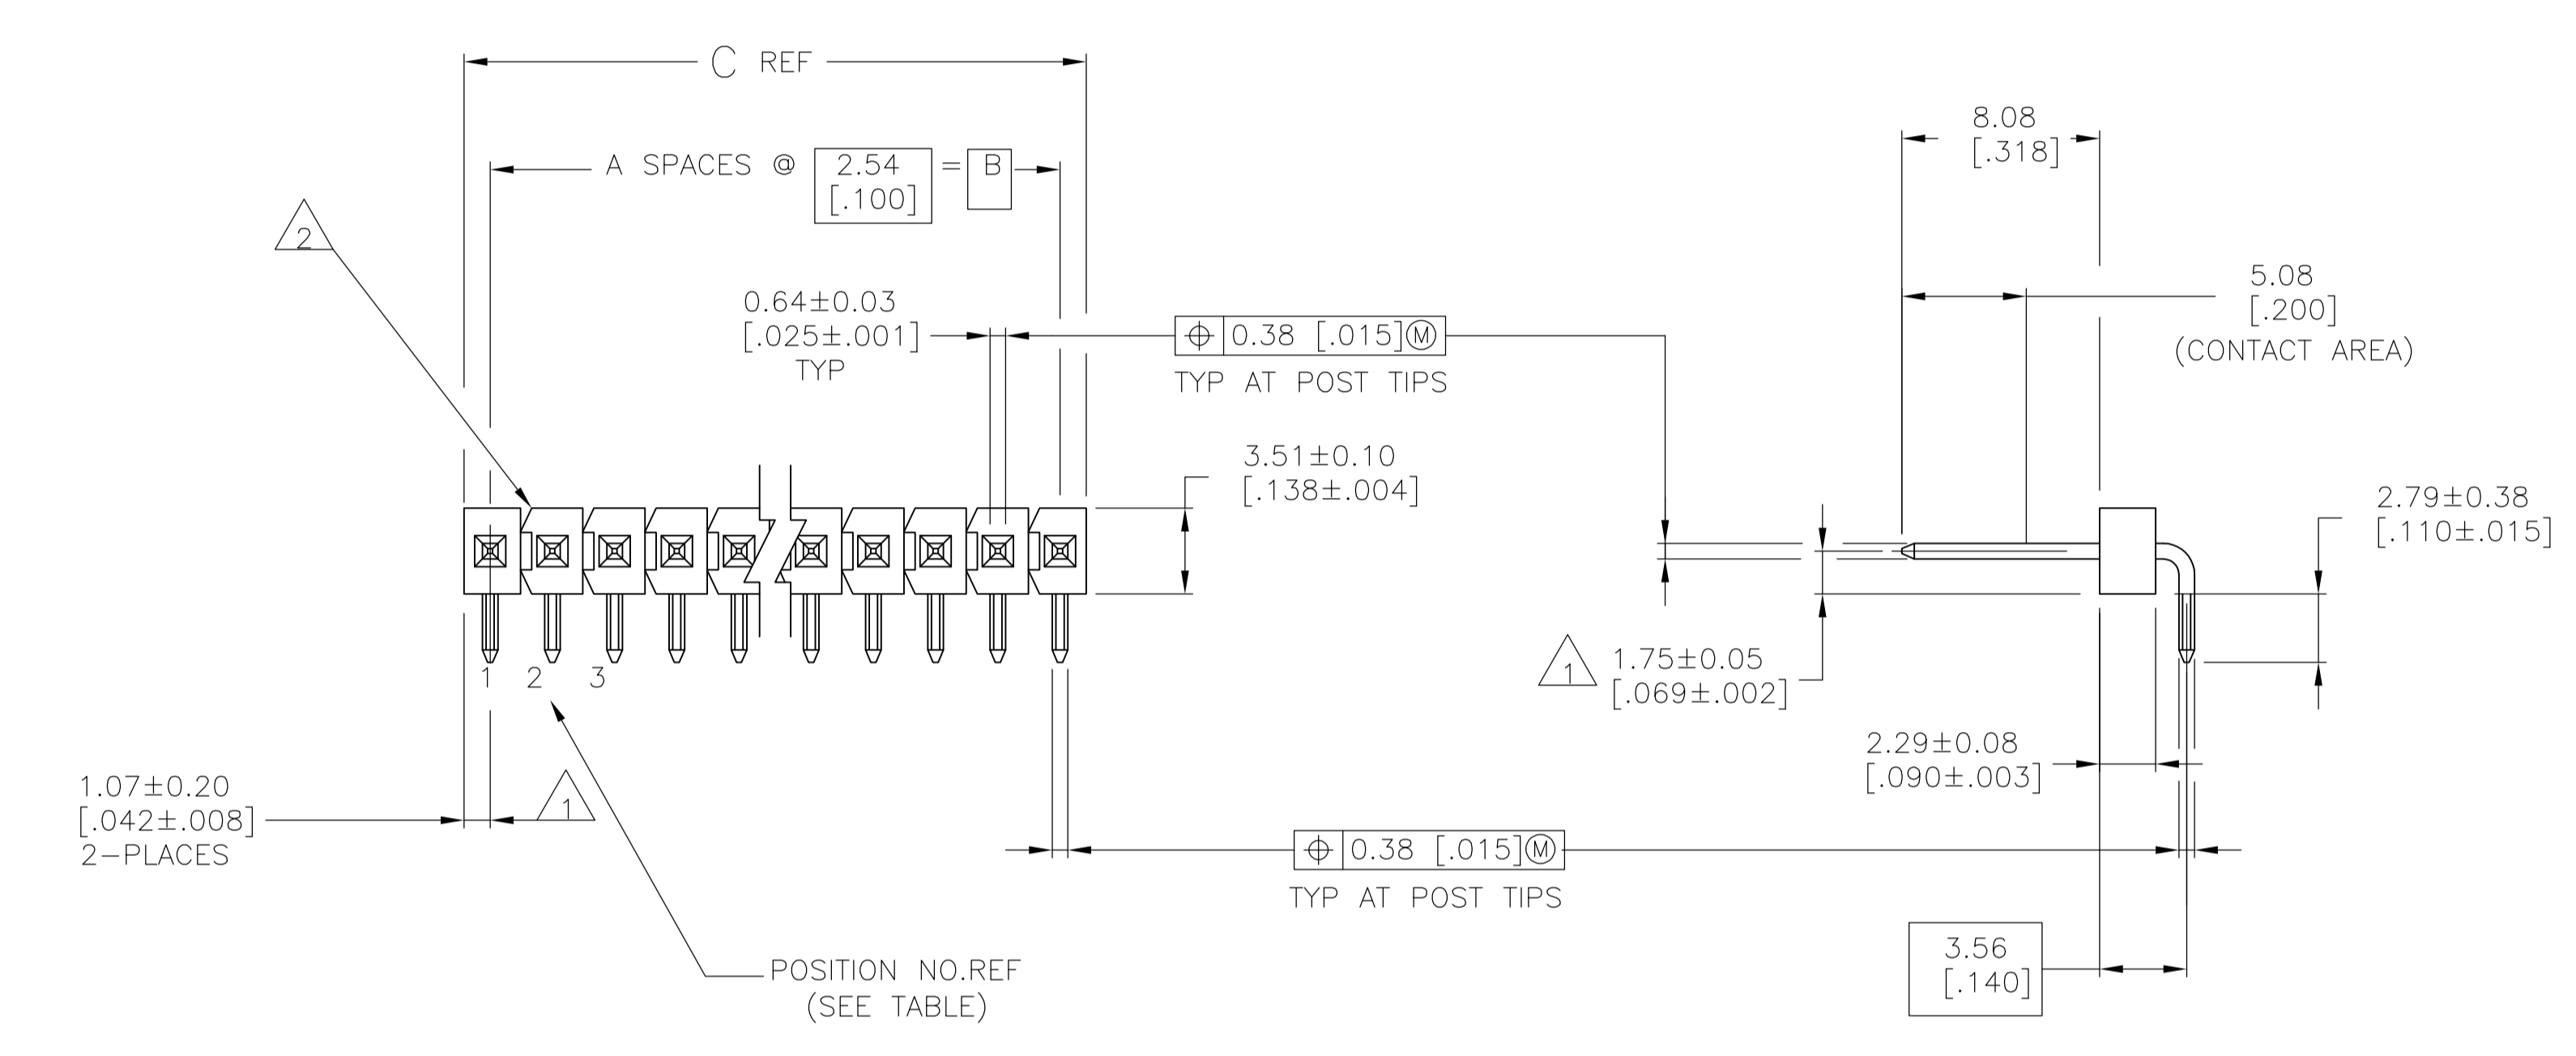 C REF
A SPACES @ 2.54 = B
[.100]
2
0.64±0.03
[.025±.001]
TYP
⌖ 0.38 [.015]Ⓜ
TYP AT POST TIPS
3.51±0.10
[.138±.004]
8.08
[.318]
5.08
[.200]
(CONTACT AREA)
2.79±0.38
[.110±.015]
1 2 3
1
1.75±0.05
[.069±.002]
2.29±0.08
[.090±.003]
1.07±0.20
[.042±.008]
2-PLACES
1
⌖ 0.38 [.015]Ⓜ
TYP AT POST TIPS
3.56
[.140]
POSITION NO.REF
(SEE TABLE)